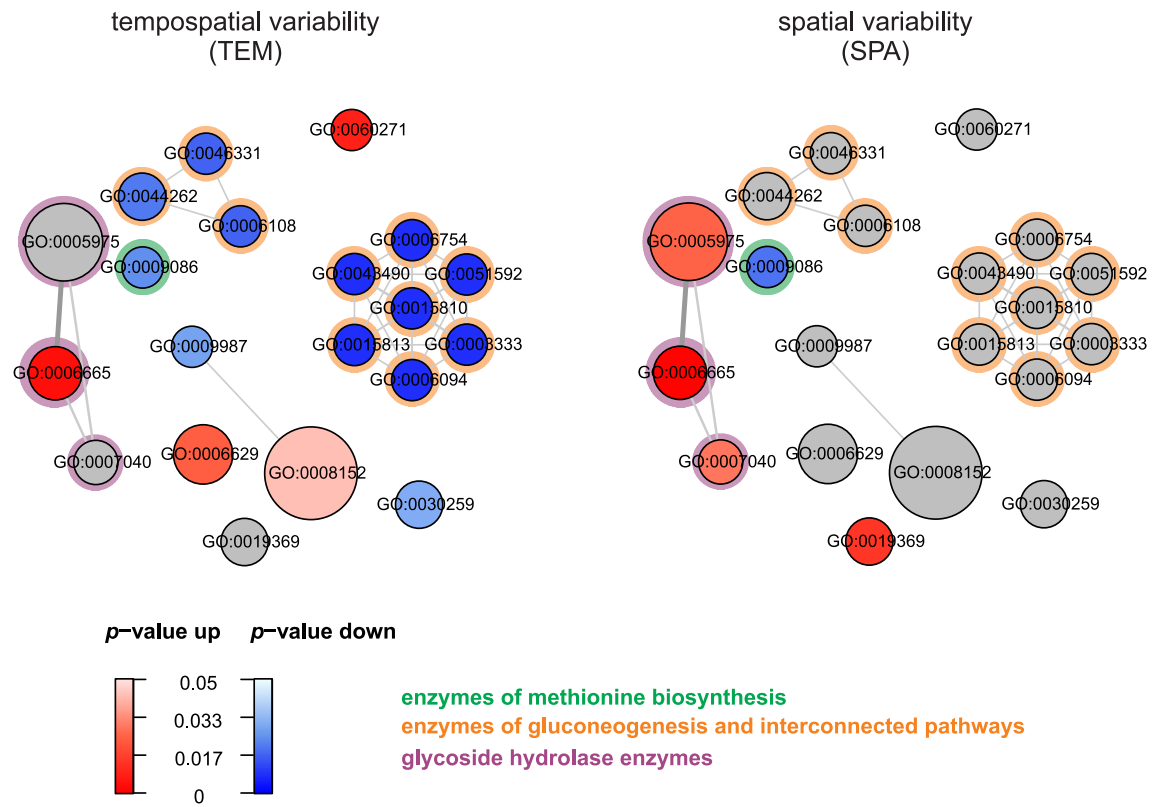 tempospatial variability
(TEM)
spatial variability
(SPA)
GO:0060271
GO:0046331
GO:0044262
GO:0006108
GO:0005975
GO:0009086
GO:0006754
GO:0043490
GO:0051592
GO:0015810
GO:0015813
GO:0003333
GO:0006094
GO:0009987
GO:0006665
GO:0007040
GO:0006629
GO:0008152
GO:0030259
GO:0019369
GO:0060271
GO:0046331
GO:0044262
GO:0006108
GO:0005975
GO:0009086
GO:0006754
GO:0043490
GO:0051592
GO:0015810
GO:0015813
GO:0003333
GO:0006094
GO:0009987
GO:0006665
GO:0007040
GO:0006629
GO:0008152
GO:0030259
GO:0019369
p−value up
p−value down
0.05
0.033
0.017
0
enzymes of methionine biosynthesis
enzymes of gluconeogenesis and interconnected pathways
glycoside hydrolase enzymes